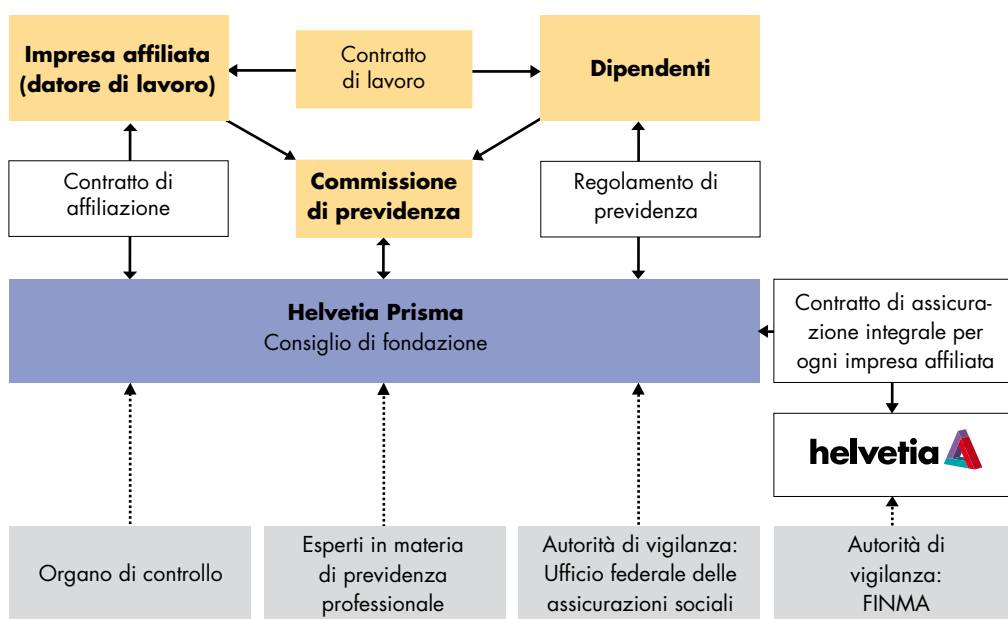 Impresa affiliata
(datore di lavoro)
Contratto
di lavoro
Dipendenti
Contratto di
affiliazione
Commissione
di previdenza
Regolamento di
previdenza
Helvetia Prisma
Consiglio di fondazione
Contratto di assicura-
zione integrale per
ogni impresa affiliata
helvetia
Organo di controllo
Esperti in materia
di previdenza
professionale
Autorità di vigilanza:
Ufficio federale delle
assicurazioni sociali
Autorità di
vigilanza:
FINMA